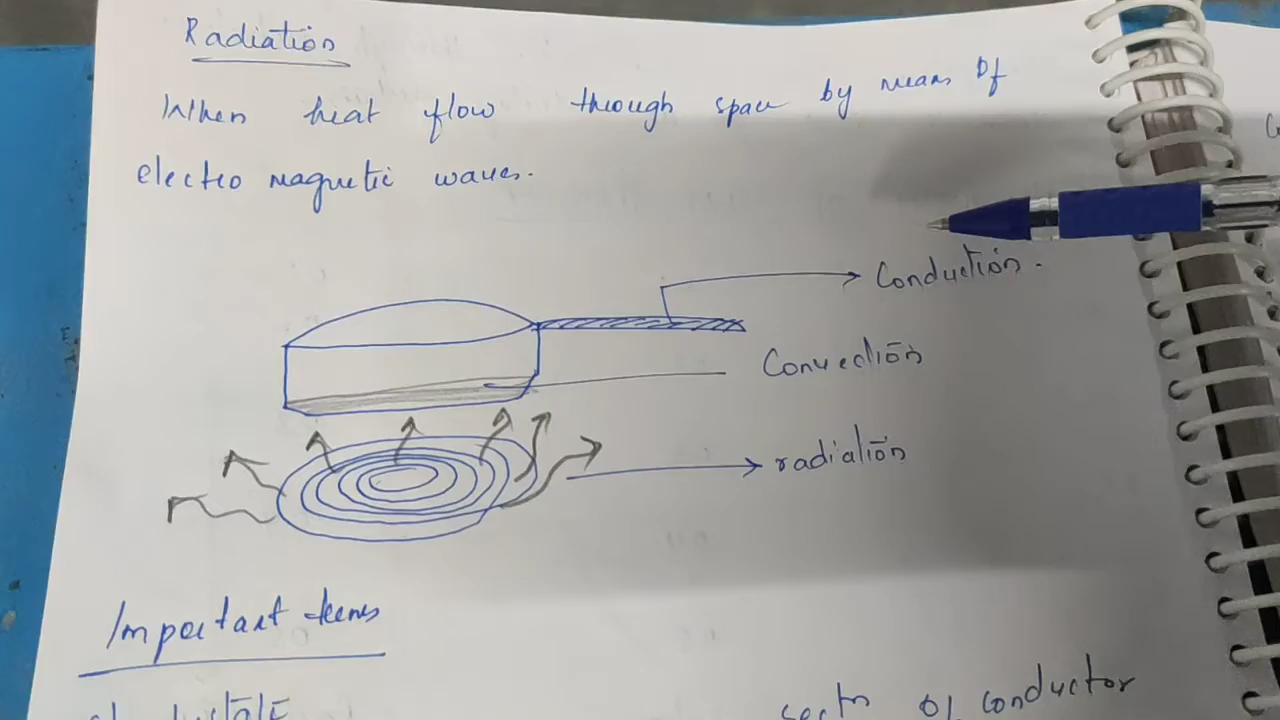 Radiation
When heat flow through space by means of
electro magnetic waves.
Conduction.
Convection
radiation
Important terms
of conductor